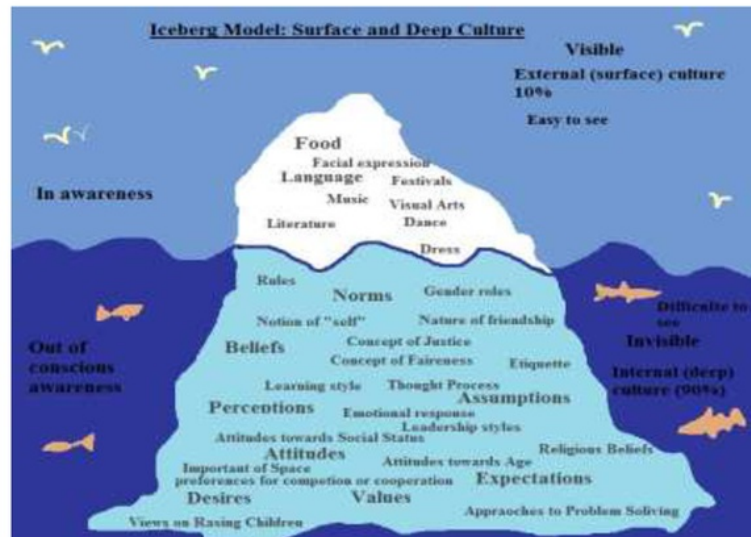 Iceberg Model: Surface and Deep Culture
Visible
External (surface) culture
10%
Easy to see
In awareness
Food
Facial expression
Language
Festivals
Music
Visual Arts
Literature
Dance
Dress
Rules
Norms
Gender roles
Notion of "self"
Nature of friendship
Concept of Justice
Beliefs
Concept of Faireness
Etiquette
Learning style
Thought Process
Assumptions
Percentions
Emotional response
Leadership styles
Attitudes towards Social Status
Attitudes
Religious Beliefs
Attitudes towards Age
Important of Space
Expectations
preferences for competion or cooperation
Desires
Values
Appraoches to Problem Soliving
Views on Rasing Children
Out of
conscious
awareness
Difficulte to
see
Invisible
Internal (deep)
culture (90%)